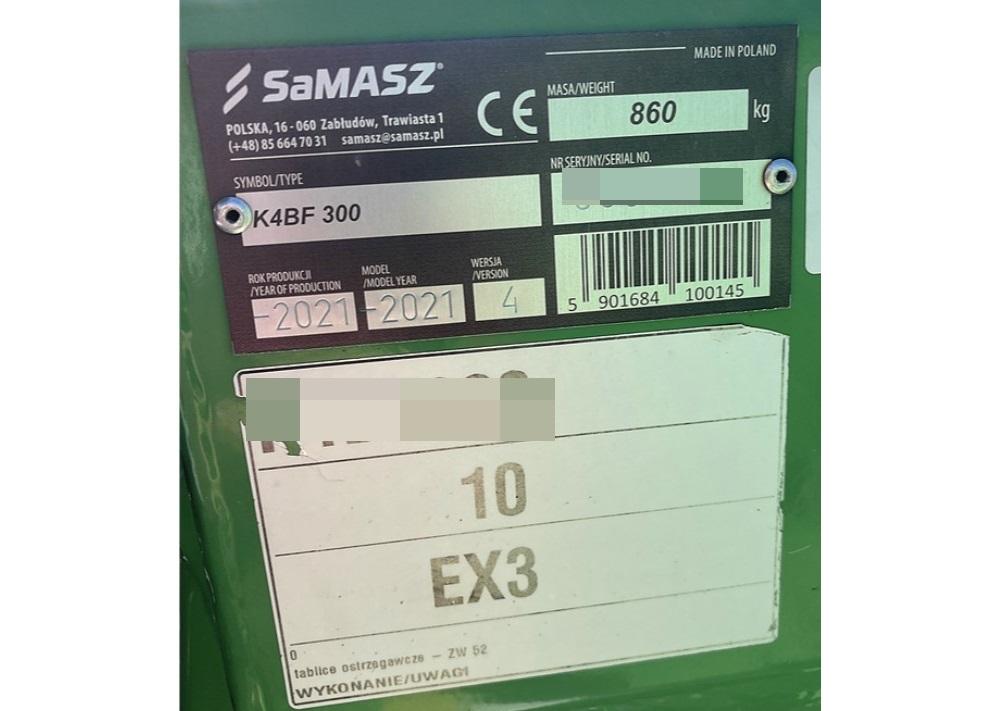 SaMASZ®
POLSKA, 16-060 Zabłudów, Trawiasta 1
(+48) 85 664 70 31 samasz@samasz.pl
CE
MADE IN POLAND
MASA/WEIGHT
860 kg
SYMBOL/TYPE
K4BF 300
NR SERYJNY/SERIAL NO.
ROK PRODUKCJI
/YEAR OF PRODUCTION
-2021
MODEL
/MODEL YEAR
-2021
WERSJA
/VERSION
4
5 901684 100145
10
EX3
0
tablice ostrzegawcze - ZW 52
WYKONANIE/UWAGI